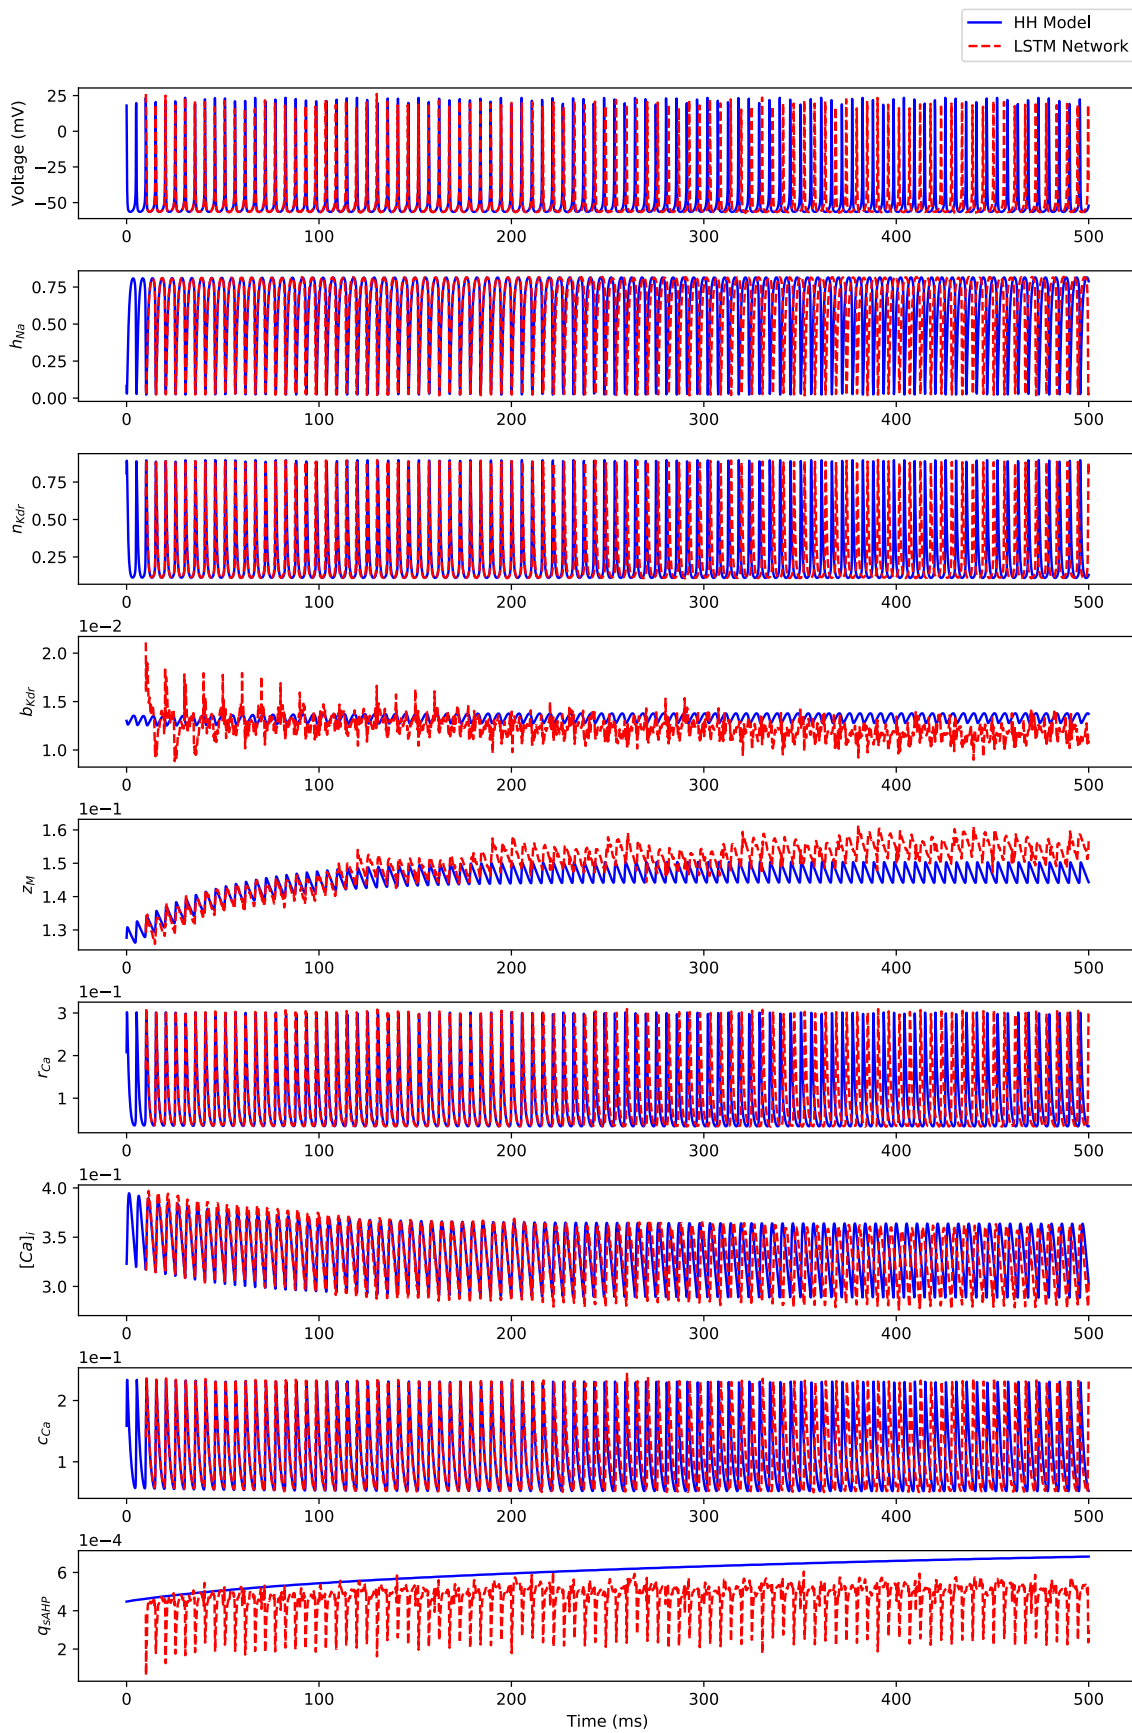 HH Model
LSTM Network
Voltage (mV)
25
0
−25
−50
0 100 200 300 400 500
h_Na
0.75
0.50
0.25
0.00
0 100 200 300 400 500
n_Kdr
0.75
0.50
0.25
0 100 200 300 400 500
1e−2
b_Kdr
2.0
1.5
1.0
0 100 200 300 400 500
1e−1
z_M
1.6
1.5
1.4
1.3
0 100 200 300 400 500
1e−1
r_Ca
3
2
1
0 100 200 300 400 500
1e−1
[Ca]_i
4.0
3.5
3.0
0 100 200 300 400 500
1e−1
c_Ca
2
1
0 100 200 300 400 500
1e−4
q_sAHP
6
4
2
0 100 200 300 400 500
Time (ms)